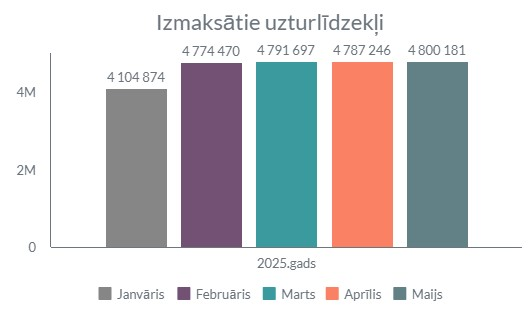 Izmaksātie uzturlīdzekļi
4 104 874
4 774 470
4 791 697
4 787 246
4 800 181
4M
2M
0
2025.gads
Janvāris Februāris Marts Aprīlis Maijs